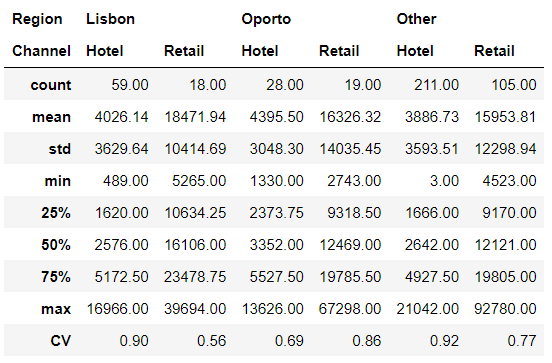 Region Lisbon Oporto Other
Channel Hotel Retail Hotel Retail Hotel Retail
count 59.00 18.00 28.00 19.00 211.00 105.00
mean 4026.14 18471.94 4395.50 16326.32 3886.73 15953.81
std 3629.64 10414.69 3048.30 14035.45 3593.51 12298.94
min 489.00 5265.00 1330.00 2743.00 3.00 4523.00
25% 1620.00 10634.25 2373.75 9318.50 1666.00 9170.00
50% 2576.00 16106.00 3352.00 12469.00 2642.00 12121.00
75% 5172.50 23478.75 5527.50 19785.50 4927.50 19805.00
max 16966.00 39694.00 13626.00 67298.00 21042.00 92780.00
CV 0.90 0.56 0.69 0.86 0.92 0.77